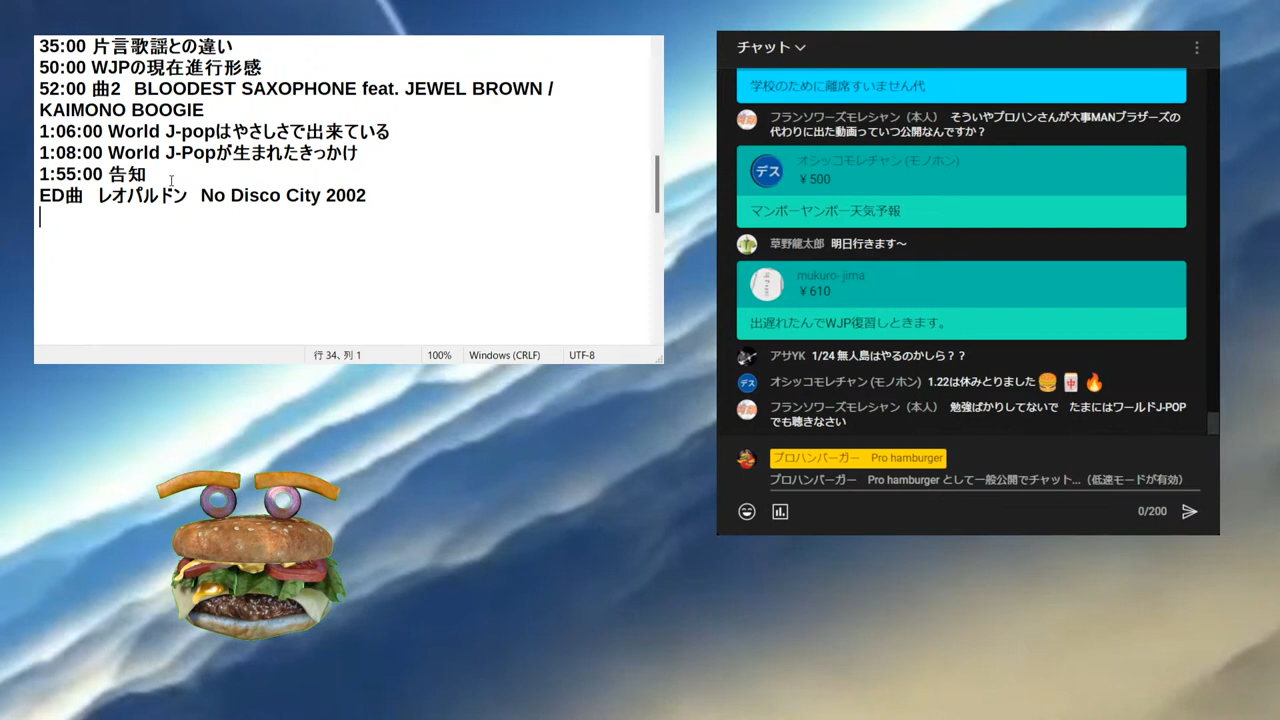 35:00 片言歌謡との違い
50:00 WJPの現在進行形感
52:00 曲2　BLOODEST SAXOPHONE feat. JEWEL BROWN /
KAIMONO BOOGIE
1:06:00 World J-popはやさしさで出来ている
1:08:00 World J-Popが生まれたきっかけ
1:55:00 告知
ED曲　レオパルドン　No Disco City 2002
行 34、列 1
100%
Windows (CRLF)
UTF-8
チャット
学校のために離席すいません代
フランソワーズモレシャン（本人） そういやプロハンさんが大事MANブラザーズの
代わりに出た動画っていつ公開なんですか？
デス
オシッコモレチャン (モノホン)
￥500
マンボーヤンボー天気予報
草野龍太郎 明日行きます〜
mukuro- jima
￥610
出遅れたんでWJP復習しときます。
アサYK 1/24 無人島はやるのかしら？？
デス
オシッコモレチャン (モノホン) 1.22は休みとりました🍔🀄🔥
フランソワーズモレシャン（本人） 勉強ばかりしてないで　たまにはワールドJ-POP
でも聴きなさい
プロハンバーガー　Pro hamburger
プロハンバーガー　Pro hamburger として一般公開でチャット...（低速モードが有効）
0/200